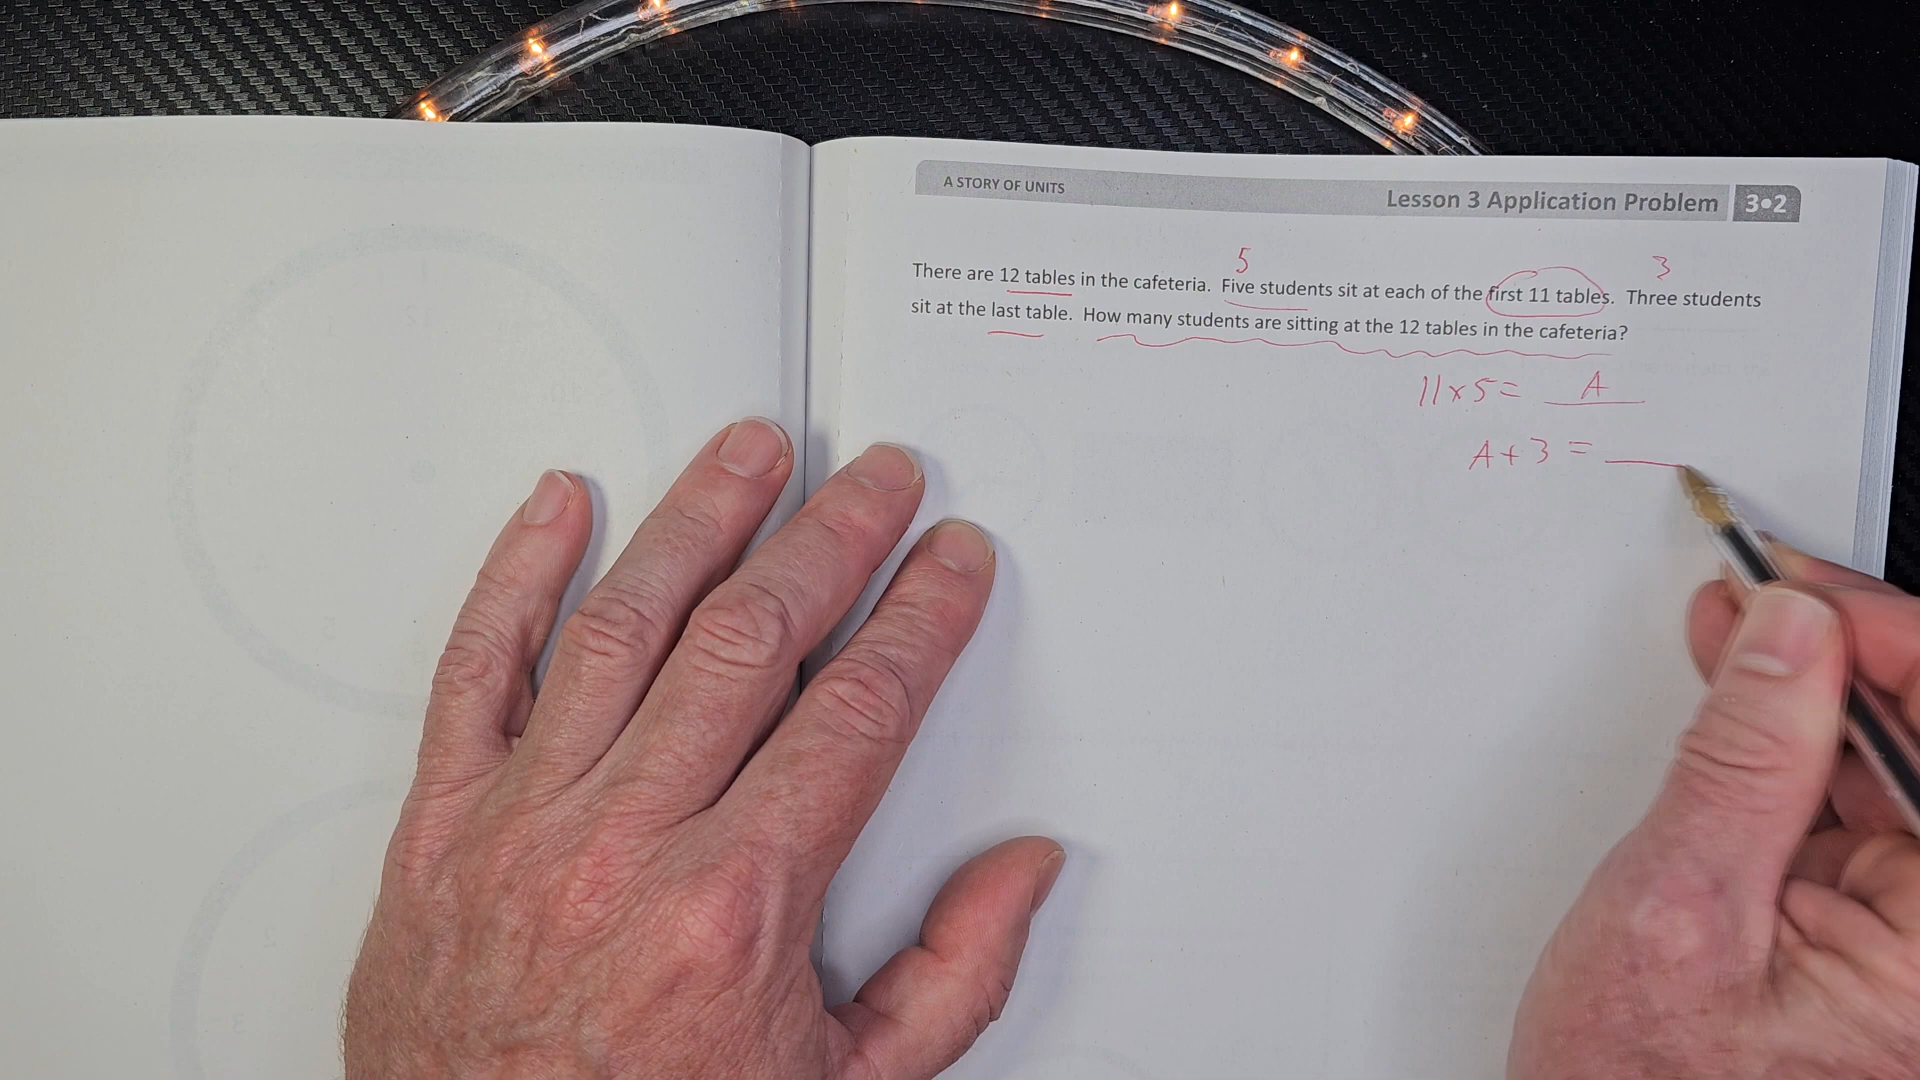 A STORY OF UNITS
Lesson 3 Application Problem 3•2
5 3
There are 12 tables in the cafeteria. Five students sit at each of the first 11 tables. Three students
sit at the last table. How many students are sitting at the 12 tables in the cafeteria?
11 x 5 = A
A + 3 = ___